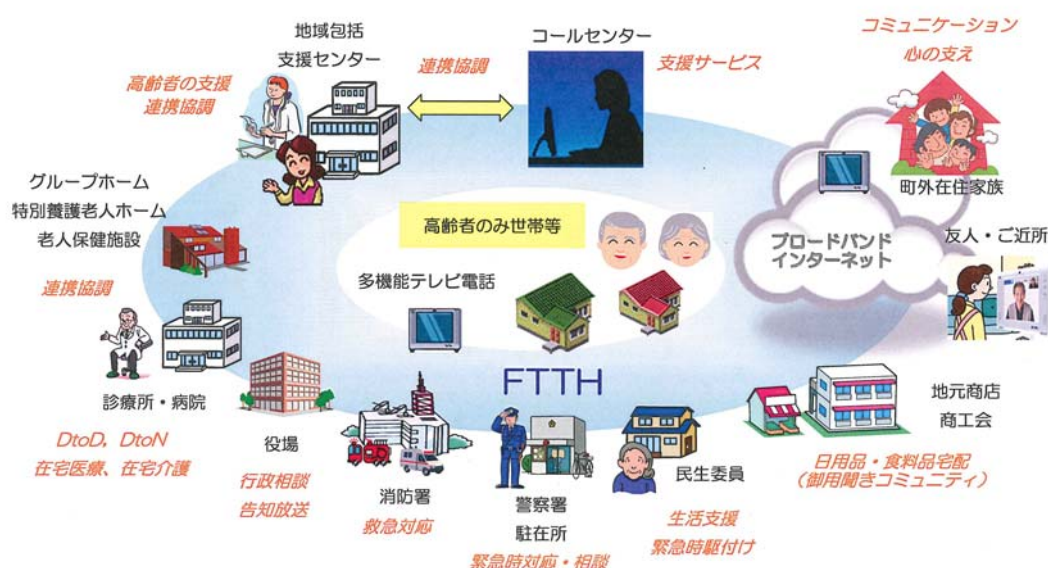 地域包括
支援センター
コールセンター
コミュニケーション
心の支え
高齢者の支援
連携協調
連携協調
支援サービス
町外在住家族
グループホーム
特別養護老人ホーム
老人保健施設
高齢者のみ世帯等
ブロードバンド
インターネット
友人・ご近所
連携協調
多機能テレビ電話
FTTH
診療所・病院
DtoD，DtoN
在宅医療、在宅介護
役場
行政相談
告知放送
消防署
救急対応
警察署
駐在所
緊急時対応・相談
民生委員
生活支援
緊急時駆付け
地元商店
商工会
日用品・食料品宅配
（御用聞きコミュニティ）